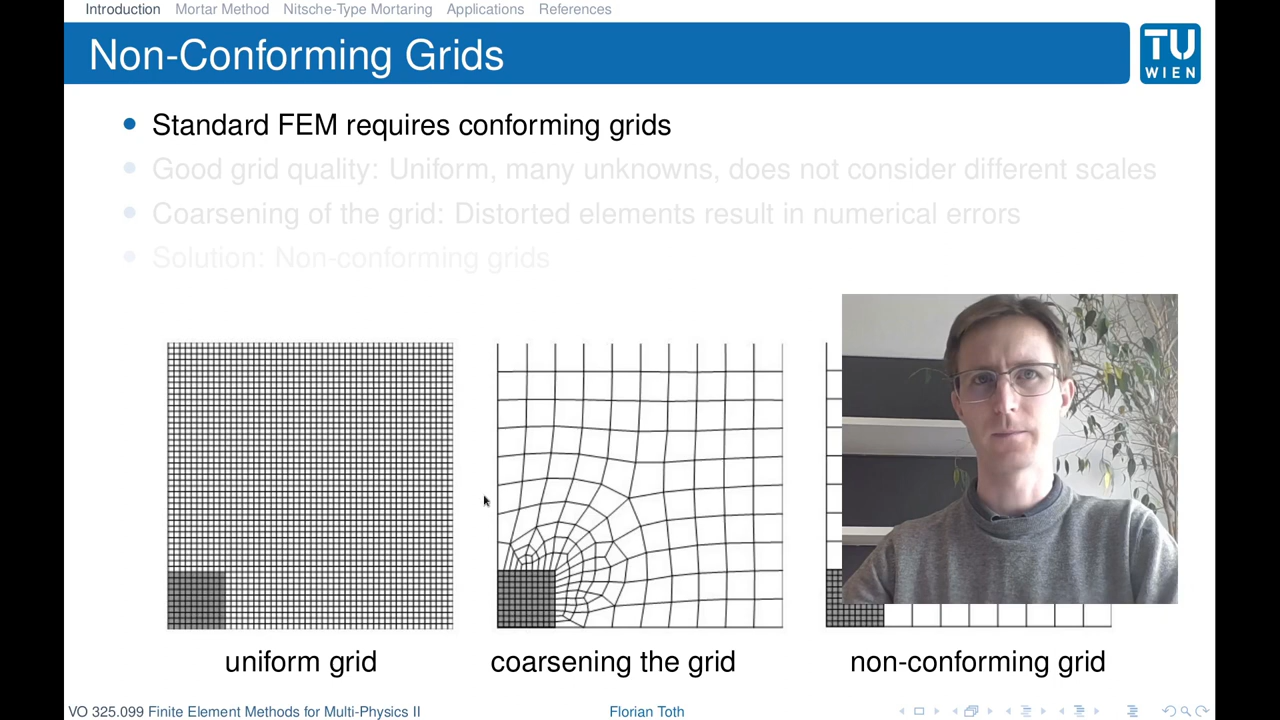 Introduction Mortar Method Nitsche-Type Mortaring Applications References
Non-Conforming Grids
TU
WIEN
Standard FEM requires conforming grids
Good grid quality: Uniform, many unknowns, does not consider different scales
Coarsening of the grid: Distorted elements result in numerical errors
Solution: Non-conforming grids
uniform grid
coarsening the grid
non-conforming grid
VO 325.099 Finite Element Methods for Multi-Physics II
Florian Toth